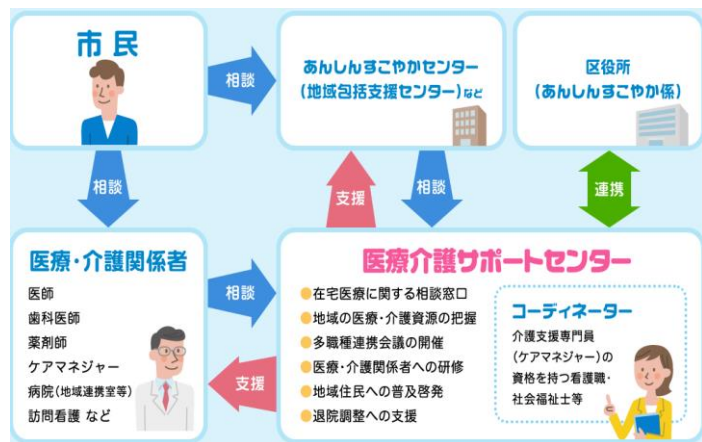 市民
相談
あんしんすこやかセンター
(地域包括支援センター)など
区役所
(あんしんすこやか係)
相談
支援
相談
連携
医療・介護関係者
医師
歯科医師
薬剤師
ケアマネジャー
病院(地域連携室等)
訪問看護 など
相談
支援
医療介護サポートセンター
●在宅医療に関する相談窓口
●地域の医療・介護資源の把握
●多職種連携会議の開催
●医療・介護関係者への研修
●地域住民への普及啓発
●退院調整への支援
コーディネーター
介護支援専門員
(ケアマネジャー)の
資格を持つ看護職・
社会福祉士等